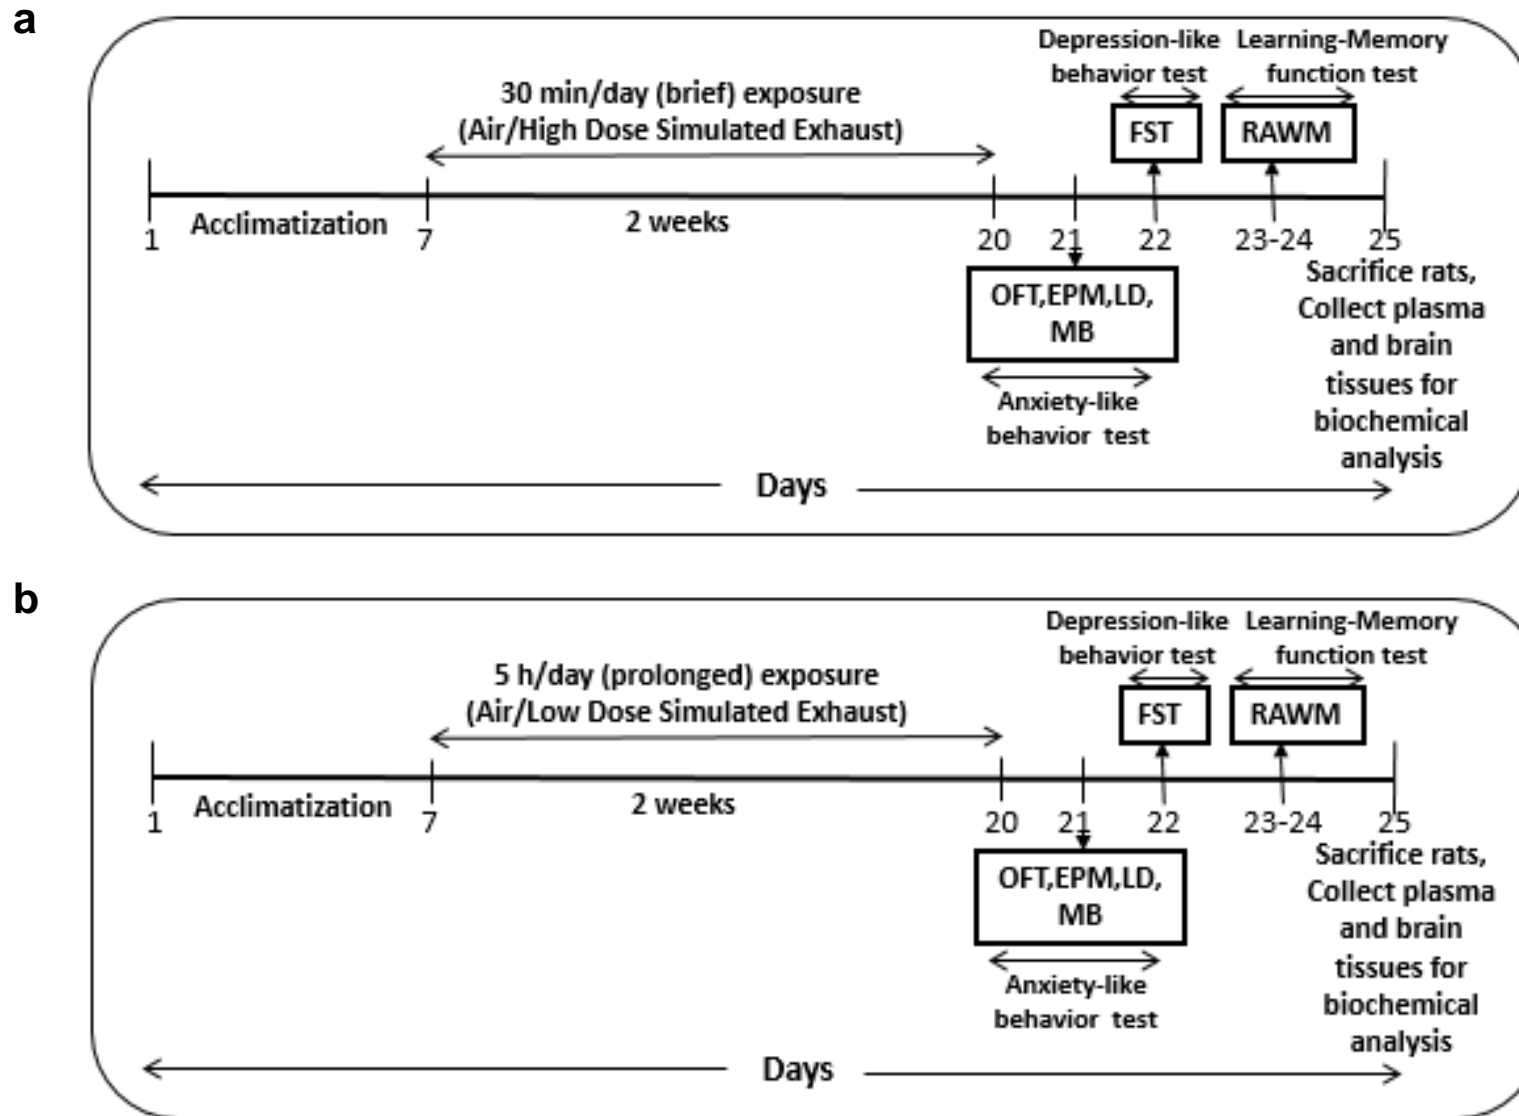 a
Depression-like
behavior test
Learning-Memory
function test
30 min/day (brief) exposure
(Air/High Dose Simulated Exhaust)
FST
RAWM
Acclimatization
2 weeks
1
7
20
21
22
23-24
25
OFT,EPM,LD,
MB
Anxiety-like
behavior test
Sacrifice rats,
Collect plasma
and brain
tissues for
biochemical
analysis
Days
b
Depression-like
behavior test
Learning-Memory
function test
5 h/day (prolonged) exposure
(Air/Low Dose Simulated Exhaust)
FST
RAWM
Acclimatization
2 weeks
1
7
20
21
22
23-24
25
OFT,EPM,LD,
MB
Anxiety-like
behavior test
Sacrifice rats,
Collect plasma
and brain
tissues for
biochemical
analysis
Days